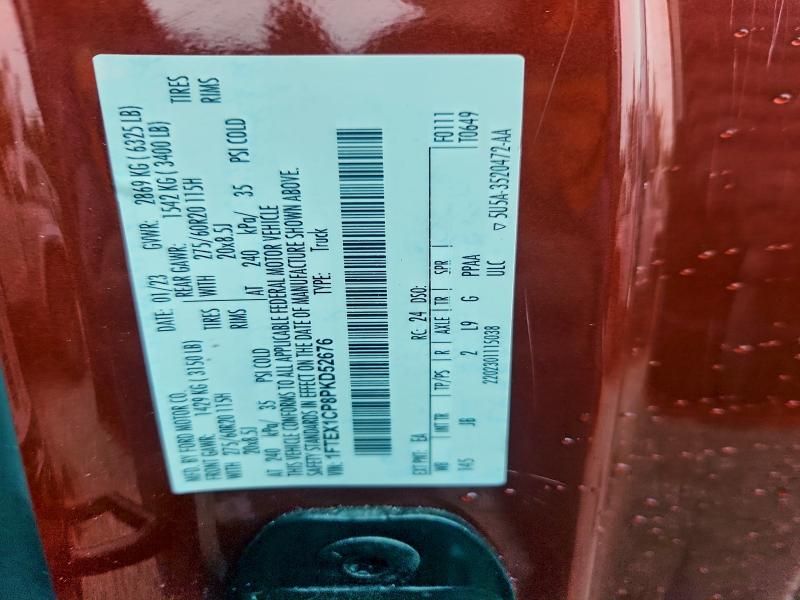 MFD. BY FORD MOTOR CO.
DATE: 01/23 GVWR: 2869 KG ( 6325 LB)
FRONT GAWR: 1429 KG ( 3150 LB) REAR GAWR: 1542 KG ( 3400 LB)
WITH 275/60R20 115H TIRES WITH 275/60R20 115H TIRES
20x8.5J RIMS 20x8.5J RIMS
AT 240 kPa/ 35 PSI COLD AT 240 kPa/ 35 PSI COLD
THIS VEHICLE CONFORMS TO ALL APPLICABLE FEDERAL MOTOR VEHICLE
SAFETY STANDARDS IN EFFECT ON THE DATE OF MANUFACTURE SHOWN ABOVE.
VIN: 1FTEX1CP8PKD52676 TYPE: Truck
EXT PNT: EA RC: 24 DSO: F0111
WB INT TR TP/PS R AXLE TR SPR T0649
145 JB 2 L9 G PPAA
2202301115038 ULC
▽ 5U5A-3520472-AA